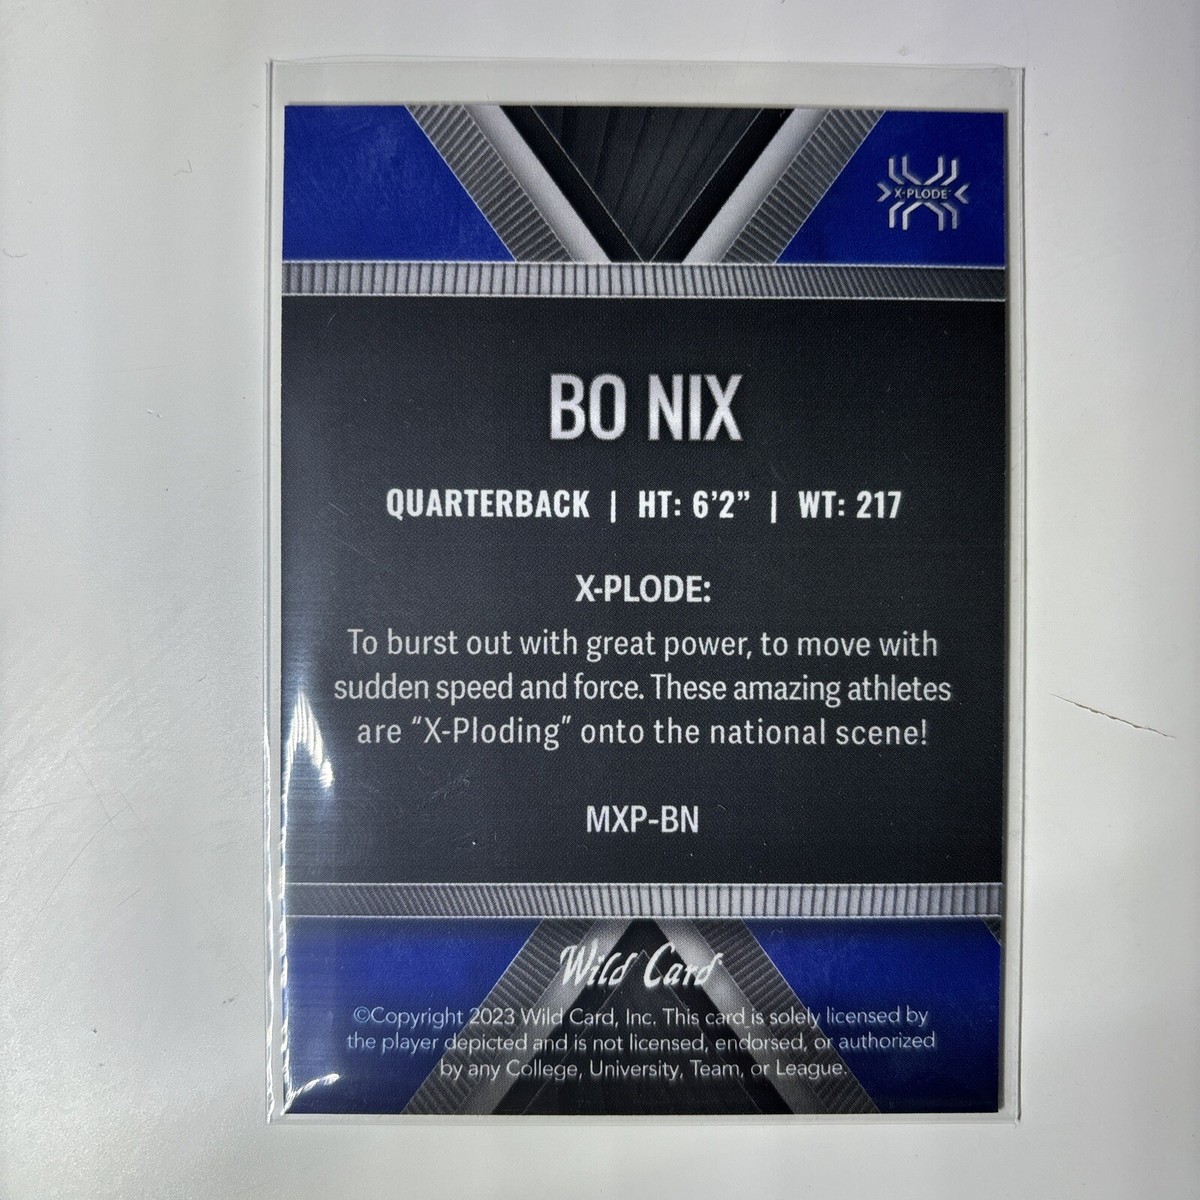 X-PLODE
BO NIX
QUARTERBACK | HT: 6'2" | WT: 217
X-PLODE:
To burst out with great power, to move with
sudden speed and force. These amazing athletes
are "X-Ploding" onto the national scene!
MXP-BN
Wild Card
©Copyright 2023 Wild Card, Inc. This card is solely licensed by
the player depicted and is not licensed, endorsed, or authorized
by any College, University, Team, or League.